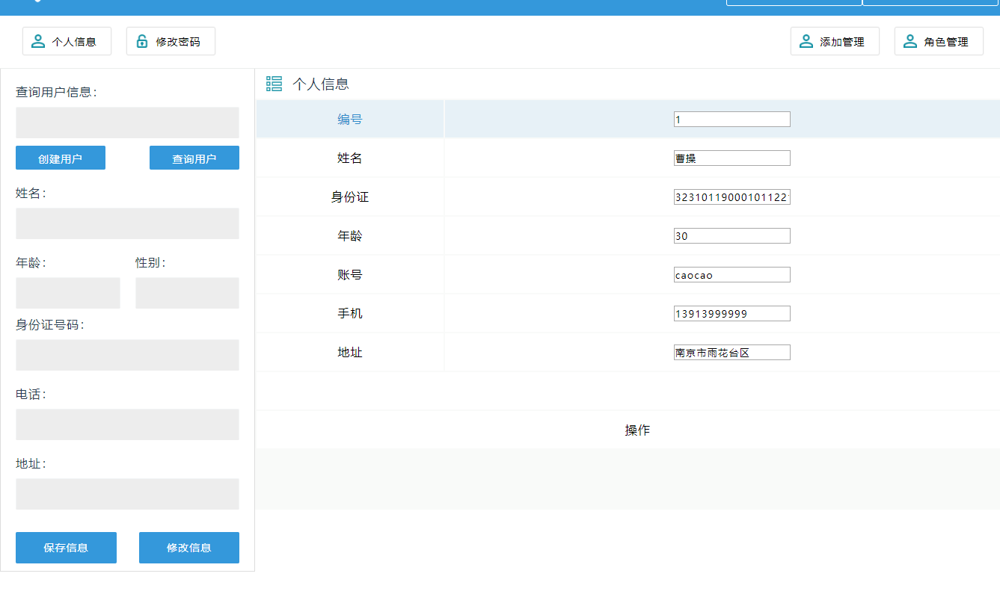 个人信息 修改密码 添加管理 角色管理
查询用户信息：
创建用户 查询用户
姓名：
年龄： 性别：
身份证号码：
电话：
地址：
保存信息 修改信息
个人信息
编号 1
姓名 曹操
身份证
年龄 30
账号 caocao
手机 13913999999
地址 南京市雨花台区
操作